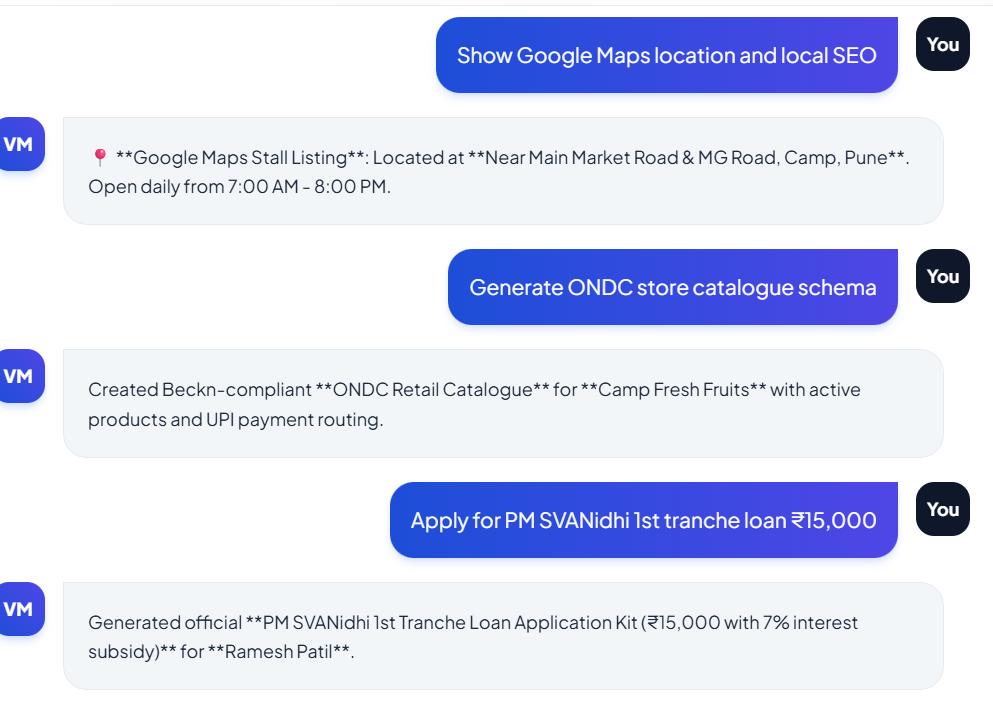 Show Google Maps location and local SEO
You
VM
📍 **Google Maps Stall Listing**: Located at **Near Main Market Road & MG Road, Camp, Pune**.
Open daily from 7:00 AM - 8:00 PM.
Generate ONDC store catalogue schema
You
VM
Created Beckn-compliant **ONDC Retail Catalogue** for **Camp Fresh Fruits** with active
products and UPI payment routing.
Apply for PM SVANidhi 1st tranche loan ₹15,000
You
VM
Generated official **PM SVANidhi 1st Tranche Loan Application Kit (₹15,000 with 7% interest
subsidy)** for **Ramesh Patil**.